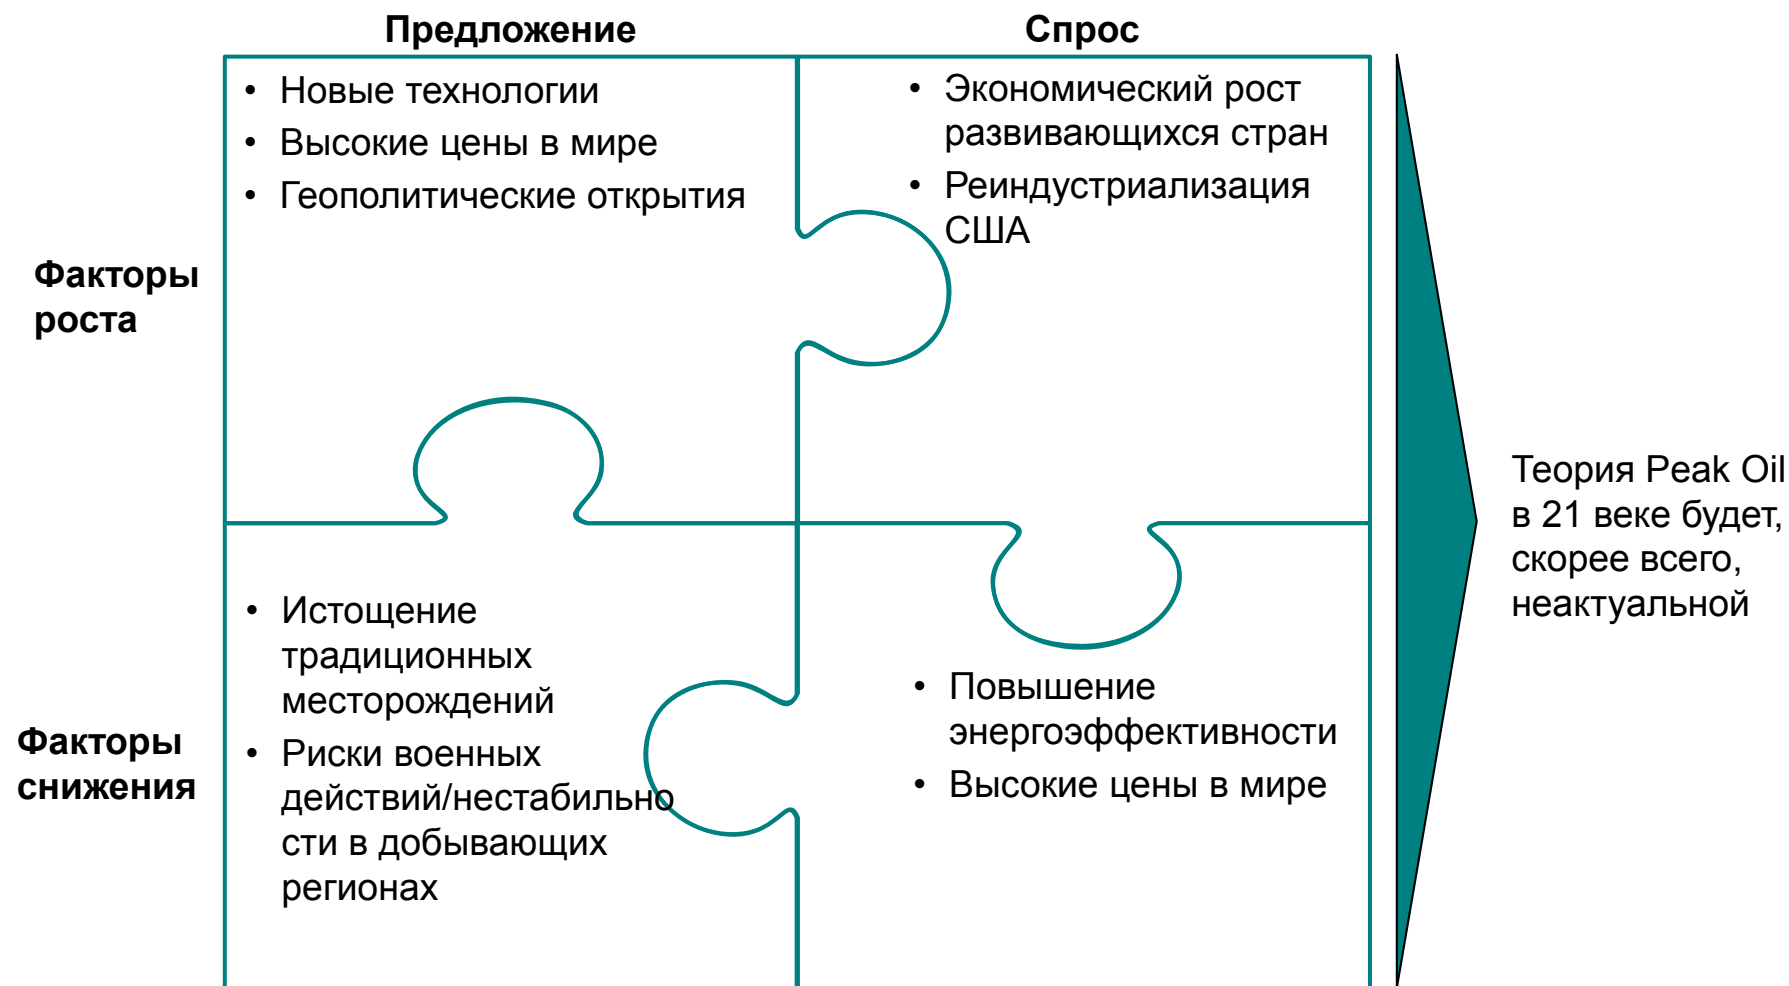 Предложение
Спрос
Факторы
роста
• Новые технологии
• Высокие цены в мире
• Геополитические открытия
• Экономический рост
развивающихся стран
• Реиндустриализация
США
Факторы
снижения
• Истощение
традиционных
месторождений
• Риски военных
действий/нестабильно
сти в добывающих
регионах
• Повышение
энергоэффективности
• Высокие цены в мире
Теория Peak Oil
в 21 веке будет,
скорее всего,
неактуальной